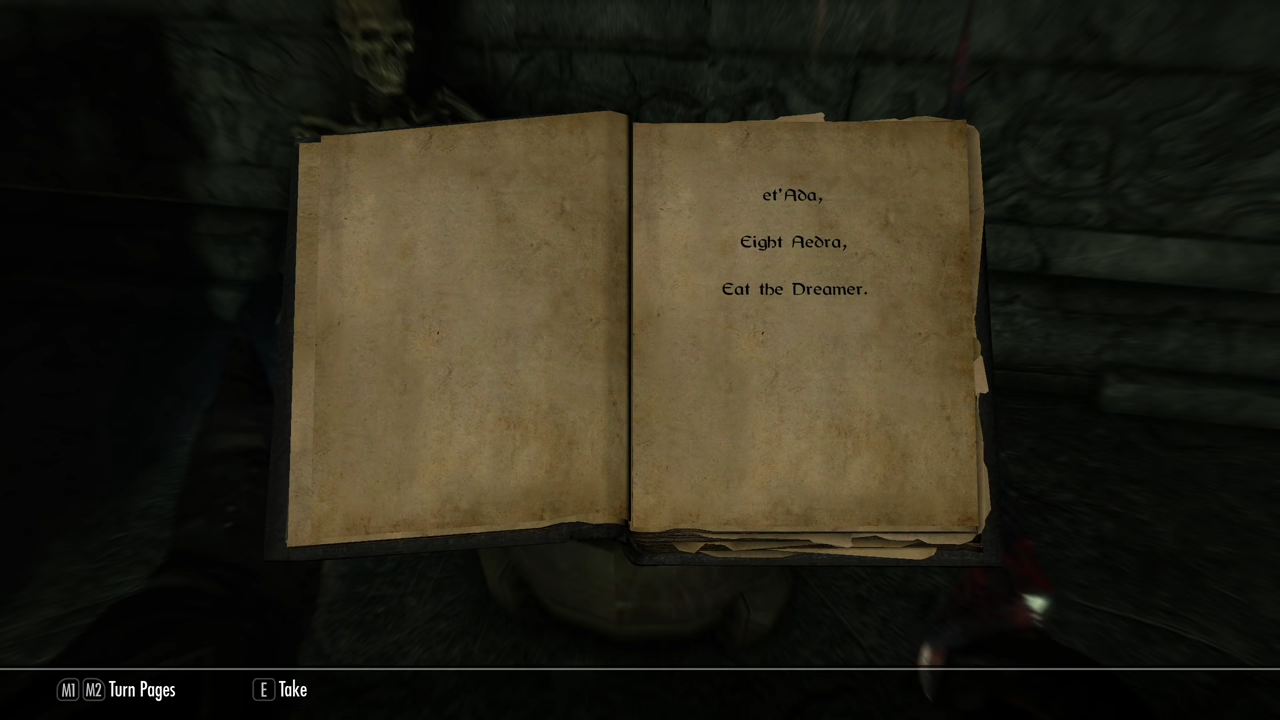 et'Ada,
Eight Aedra,
Eat the Dreamer.
M1 M2 Turn Pages
E Take